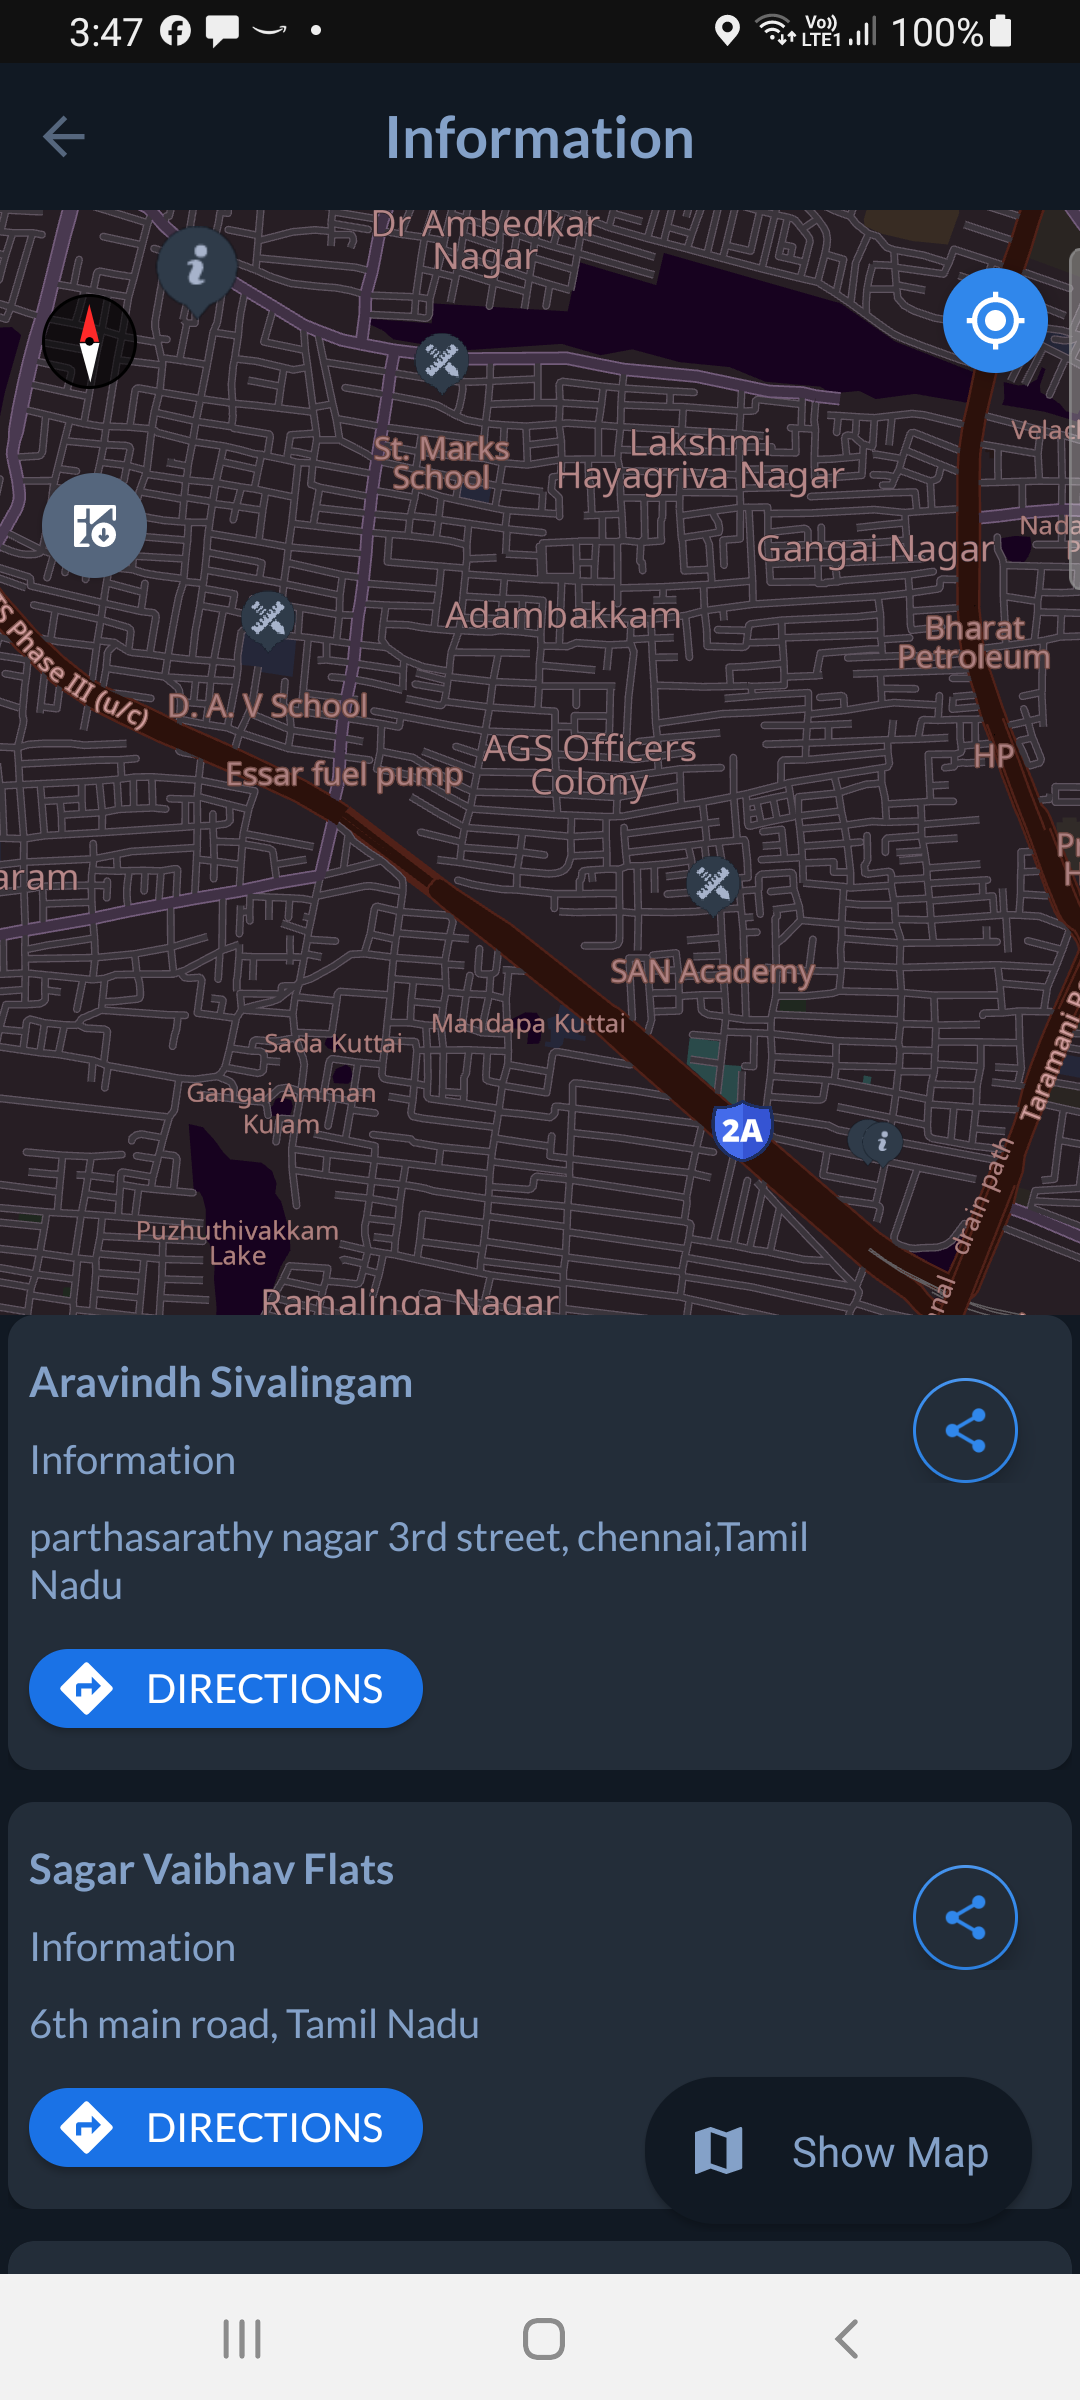 3:47
Vo))
LTE1
100%
Information
Dr Ambedkar
Nagar
St. Marks
School
Lakshmi
Hayagriva Nagar
Gangai Nagar
Adambakkam
Bharat
Petroleum
S Phase III (u/c)
D. A. V School
AGS Officers
Colony
HP
Essar fuel pump
aram
SAN Academy
Mandapa Kuttai
Sada Kuttai
Gangai Amman
Kulam
2A
Taramani
drain path
Puzhuthivakkam
Lake
Ramalinga Nagar
Aravindh Sivalingam
Information
parthasarathy nagar 3rd street, chennai,Tamil
Nadu
DIRECTIONS
Sagar Vaibhav Flats
Information
6th main road, Tamil Nadu
DIRECTIONS
Show Map